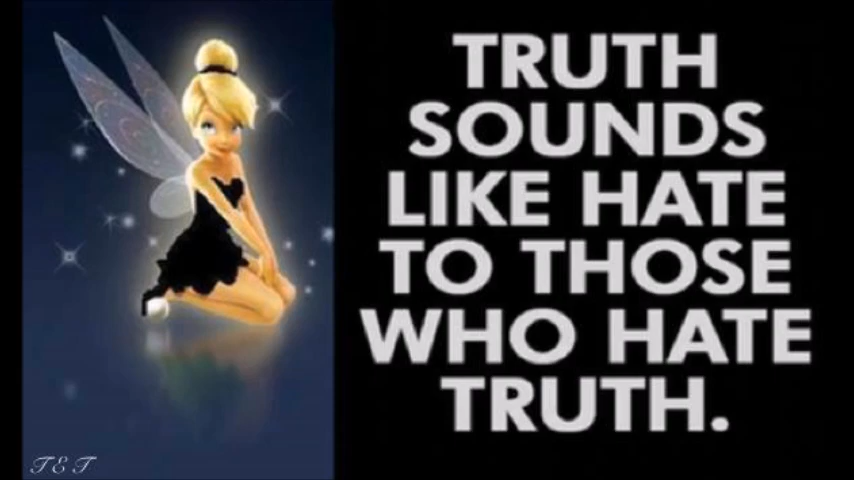 TRUTH
SOUNDS
LIKE HATE
TO THOSE
WHO HATE
TRUTH.
T&T